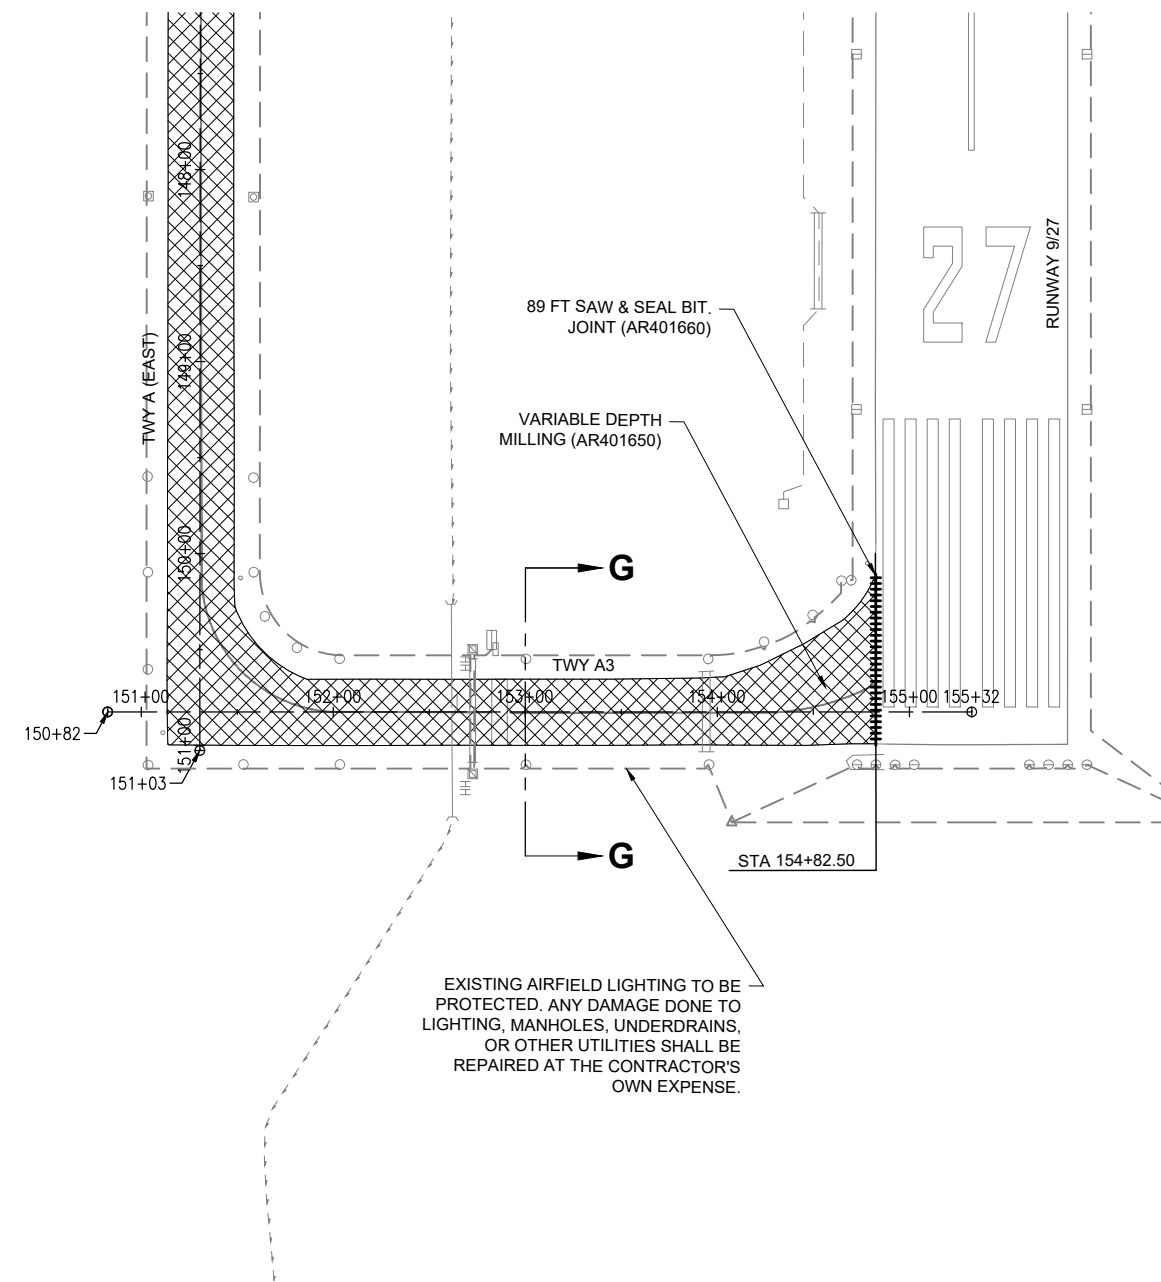 148+00
TWY A (EAST)
149+00
27
RUNWAY 9/27
89 FT SAW & SEAL BIT.
JOINT (AR401660)
VARIABLE DEPTH
MILLING (AR401650)
150+00
G
TWY A3
151+00
152+00
153+00
154+00
155+00
155+32
150+82
151+00
151+03
G
STA 154+82.50
EXISTING AIRFIELD LIGHTING TO BE
PROTECTED. ANY DAMAGE DONE TO
LIGHTING, MANHOLES, UNDERDRAINS,
OR OTHER UTILITIES SHALL BE
REPAIRED AT THE CONTRACTOR'S
OWN EXPENSE.